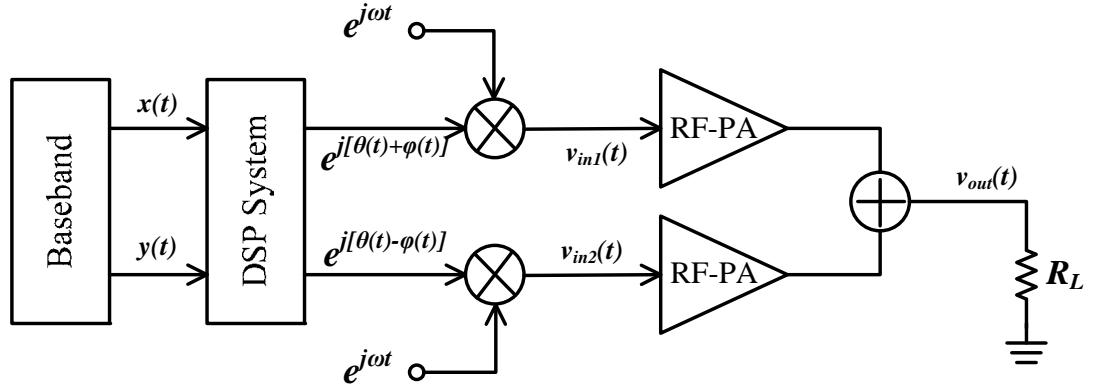 e^{jωt}
Baseband
x(t)
y(t)
DSP System
e^{j[θ(t)+φ(t)]}
e^{j[θ(t)-φ(t)]}
v_{in1}(t)
v_{in2}(t)
RF-PA
RF-PA
v_{out}(t)
R_L
e^{jωt}